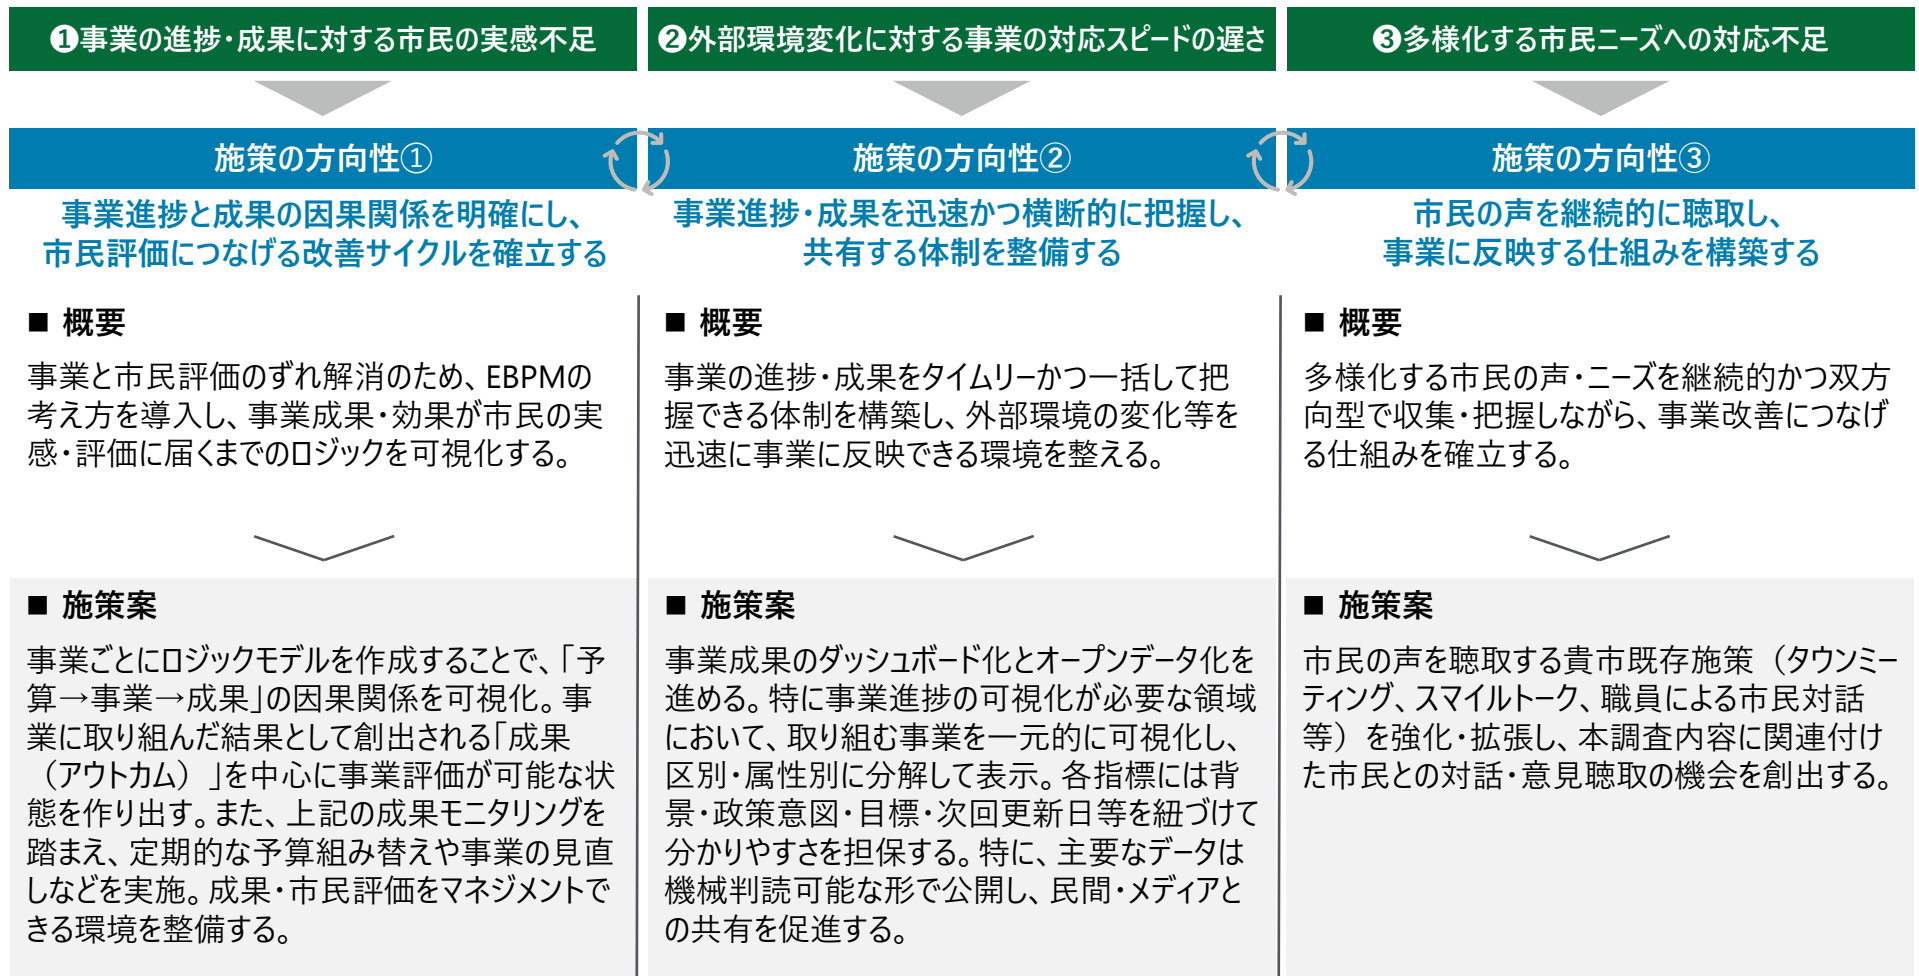 ❶事業の進捗・成果に対する市民の実感不足
❷外部環境変化に対する事業の対応スピードの遅さ
❸多様化する市民ニーズへの対応不足
施策の方向性①
施策の方向性②
施策の方向性③
事業進捗と成果の因果関係を明確にし、
市民評価につなげる改善サイクルを確立する
事業進捗・成果を迅速かつ横断的に把握し、
共有する体制を整備する
市民の声を継続的に聴取し、
事業に反映する仕組みを構築する
■ 概要
事業と市民評価のずれ解消のため、EBPMの
考え方を導入し、事業成果・効果が市民の実
感・評価に届くまでのロジックを可視化する。
■ 概要
事業の進捗・成果をタイムリーかつ一括して把
握できる体制を構築し、外部環境の変化等を
迅速に事業に反映できる環境を整える。
■ 概要
多様化する市民の声・ニーズを継続的かつ双方
向型で収集・把握しながら、事業改善につなげ
る仕組みを確立する。
■ 施策案
事業ごとにロジックモデルを作成することで、「予
算→事業→成果」の因果関係を可視化。事
業に取り組んだ結果として創出される「成果
（アウトカム）」を中心に事業評価が可能な状
態を作り出す。また、上記の成果モニタリングを
踏まえ、定期的な予算組み替えや事業の見直
しなどを実施。成果・市民評価をマネジメントで
きる環境を整備する。
■ 施策案
事業成果のダッシュボード化とオープンデータ化を
進める。特に事業進捗の可視化が必要な領域
において、取り組む事業を一元的に可視化し、
区別・属性別に分解して表示。各指標には背
景・政策意図・目標・次回更新日等を紐づけて
分かりやすさを担保する。特に、主要なデータは
機械判読可能な形で公開し、民間・メディアと
の共有を促進する。
■ 施策案
市民の声を聴取する貴市既存施策（タウンミー
ティング、スマイルトーク、職員による市民対話
等）を強化・拡張し、本調査内容に関連付け
た市民との対話・意見聴取の機会を創出する。